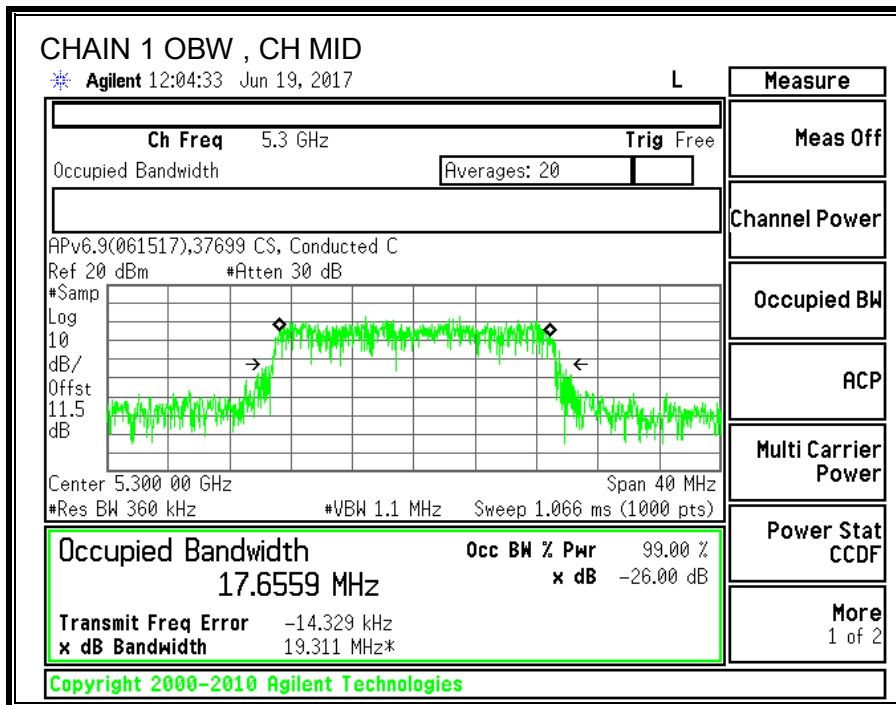 CHAIN 1 OBW , CH MID
Agilent 12:04:33 Jun 19, 2017 L
Measure
Ch Freq 5.3 GHz Trig Free
Occupied Bandwidth Averages: 20
APv6.9(061517),37699 CS, Conducted C
Ref 20 dBm #Atten 30 dB
#Samp
Log
10
dB/
Offst
11.5
dB
Center 5.300 00 GHz Span 40 MHz
#Res BW 360 kHz #VBW 1.1 MHz Sweep 1.066 ms (1000 pts)
Occupied Bandwidth Occ BW % Pwr 99.00 %
17.6559 MHz x dB -26.00 dB
Transmit Freq Error -14.329 kHz
x dB Bandwidth 19.311 MHz*
Meas Off
Channel Power
Occupied BW
ACP
Multi Carrier
Power
Power Stat
CCDF
More
1 of 2
Copyright 2000-2010 Agilent Technologies